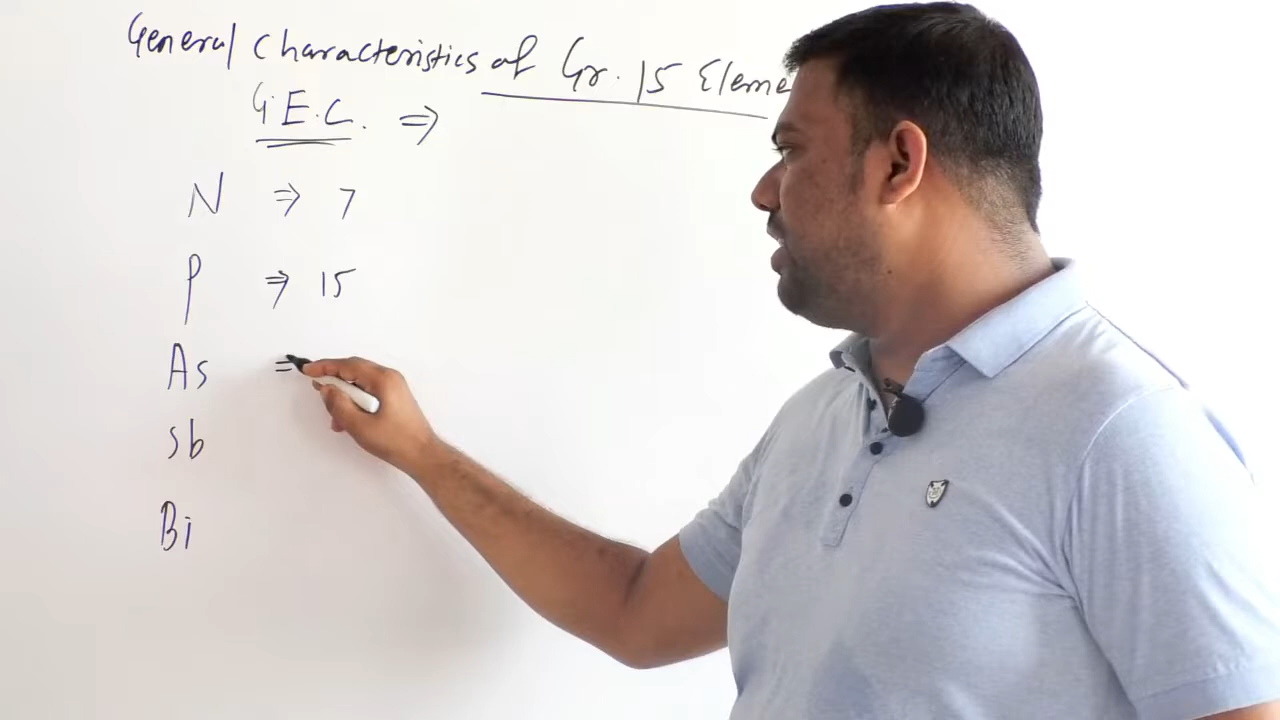 General Characteristics of Gr. 15 Eleme
G.E.C. ⇒
N ⇒ 7
P ⇒ 15
As =
Sb
Bi